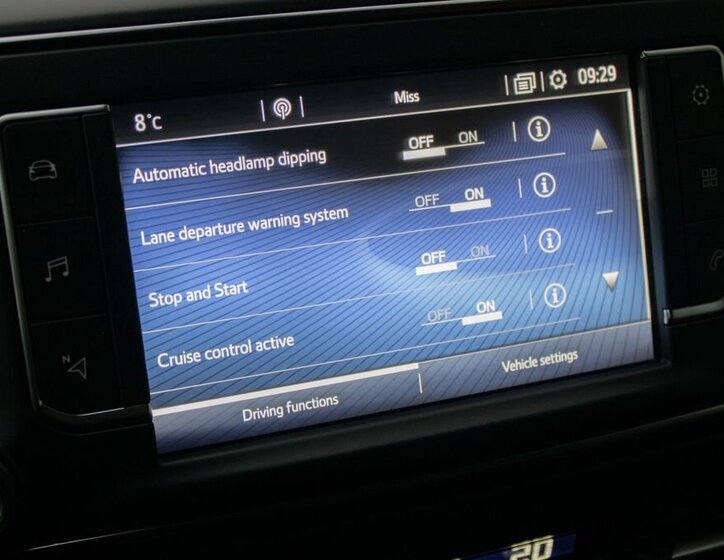 8°c Miss 09:29
Automatic headlamp dipping OFF ON i
Lane departure warning system OFF ON i
Stop and Start OFF ON i
Cruise control active OFF ON i
Driving functions Vehicle settings
N
20